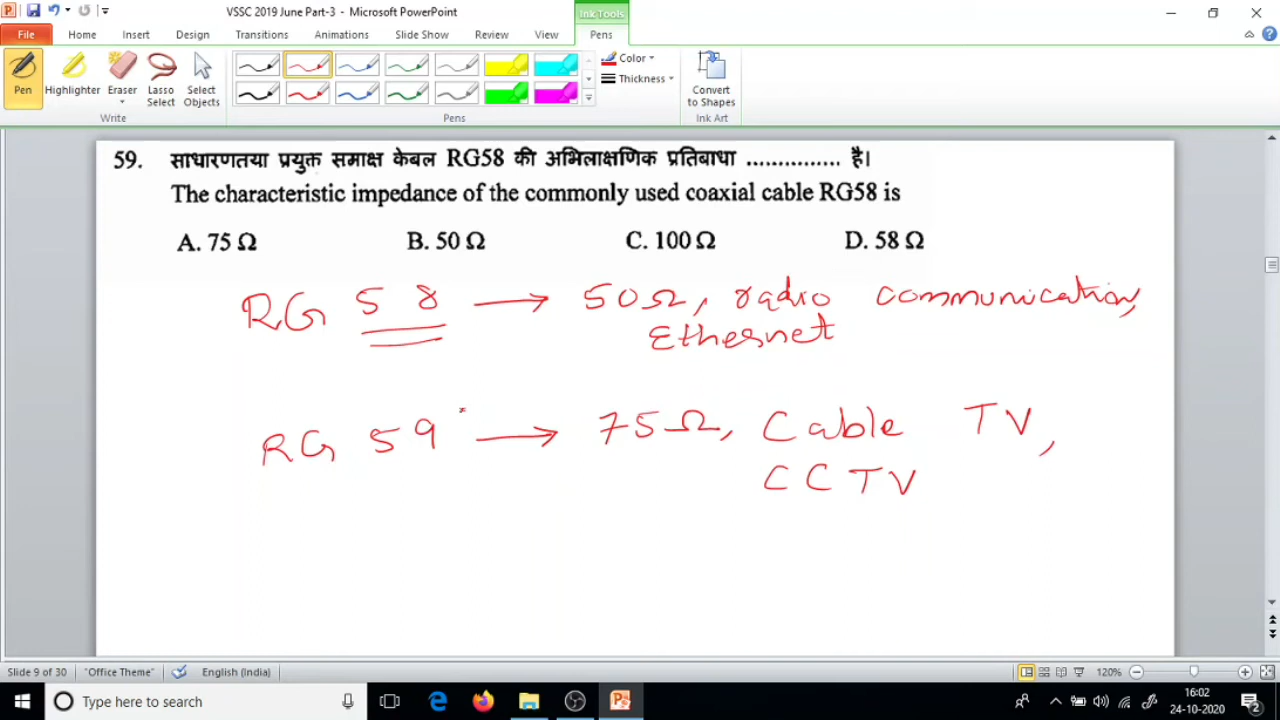 VSSC 2019 June Part-3 - Microsoft PowerPoint
Ink Tools
File Home Insert Design Transitions Animations Slide Show Review View Pens
Pen Highlighter Eraser Lasso Select Select Objects
Color
Thickness
Convert to Shapes
Write Pens Ink Art
59. साधारणतया प्रयुक्त समाक्ष केबल RG58 की अभिलाक्षणिक प्रतिबाधा ............... है।
The characteristic impedance of the commonly used coaxial cable RG58 is
A. 75 Ω B. 50 Ω C. 100 Ω D. 58 Ω
RG 58 → 50Ω, radio communication,
Ethernet
RG 59 → 75Ω, Cable TV,
CCTV
Slide 9 of 30 "Office Theme" English (India) 120%
Type here to search
16:02
24-10-2020
2